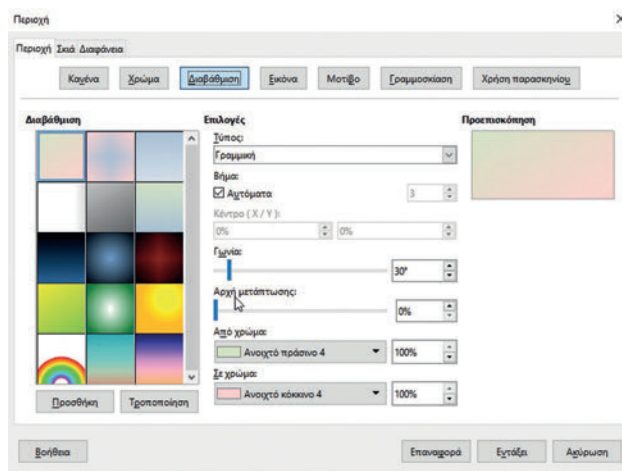 Περιοχή
Περιοχή Σκιά Διαφάνεια
Κανένα Χρώμα Διαβάθμιση Εικόνα Μοτίβο Γραμμοσκίαση Χρήση παρασκηνίου
Διαβάθμιση Επιλογές Προεπισκόπηση
Τύπος:
Γραμμική
Βήμα:
Αυτόματα 3
Κέντρο ( X / Y ):
0% 0%
Γωνία:
30°
Αρχή μετάπτωσης:
0%
Από χρώμα:
Ανοιχτό πράσινο 4 100%
Σε χρώμα:
Ανοιχτό κόκκινο 4 100%
Προσθήκη Τροποποίηση
Βοήθεια Επαναφορά Εντάξει Ακύρωση